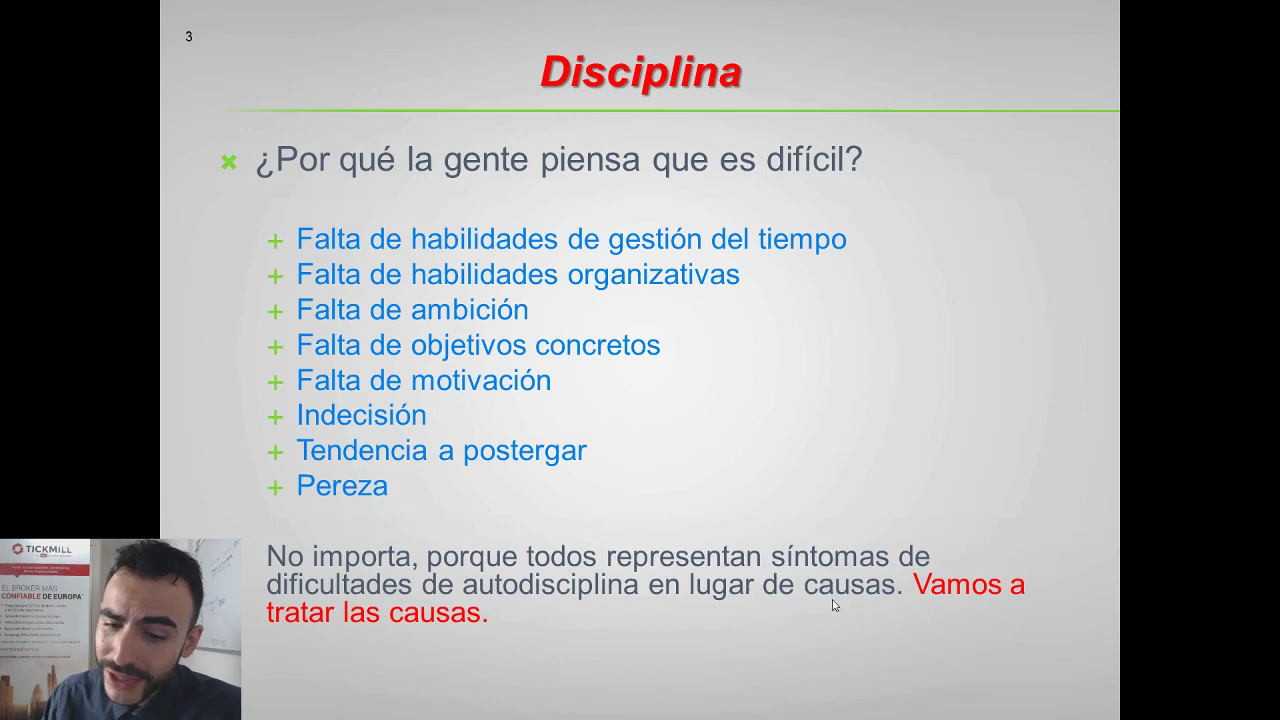 3
Disciplina
¿Por qué la gente piensa que es difícil?
Falta de habilidades de gestión del tiempo
Falta de habilidades organizativas
Falta de ambición
Falta de objetivos concretos
Falta de motivación
Indecisión
Tendencia a postergar
Pereza
No importa, porque todos representan síntomas de
dificultades de autodisciplina en lugar de causas. Vamos a
tratar las causas.
TICKMILL
EL BRÓKER MÁS
CONFIABLE DE EUROPA*